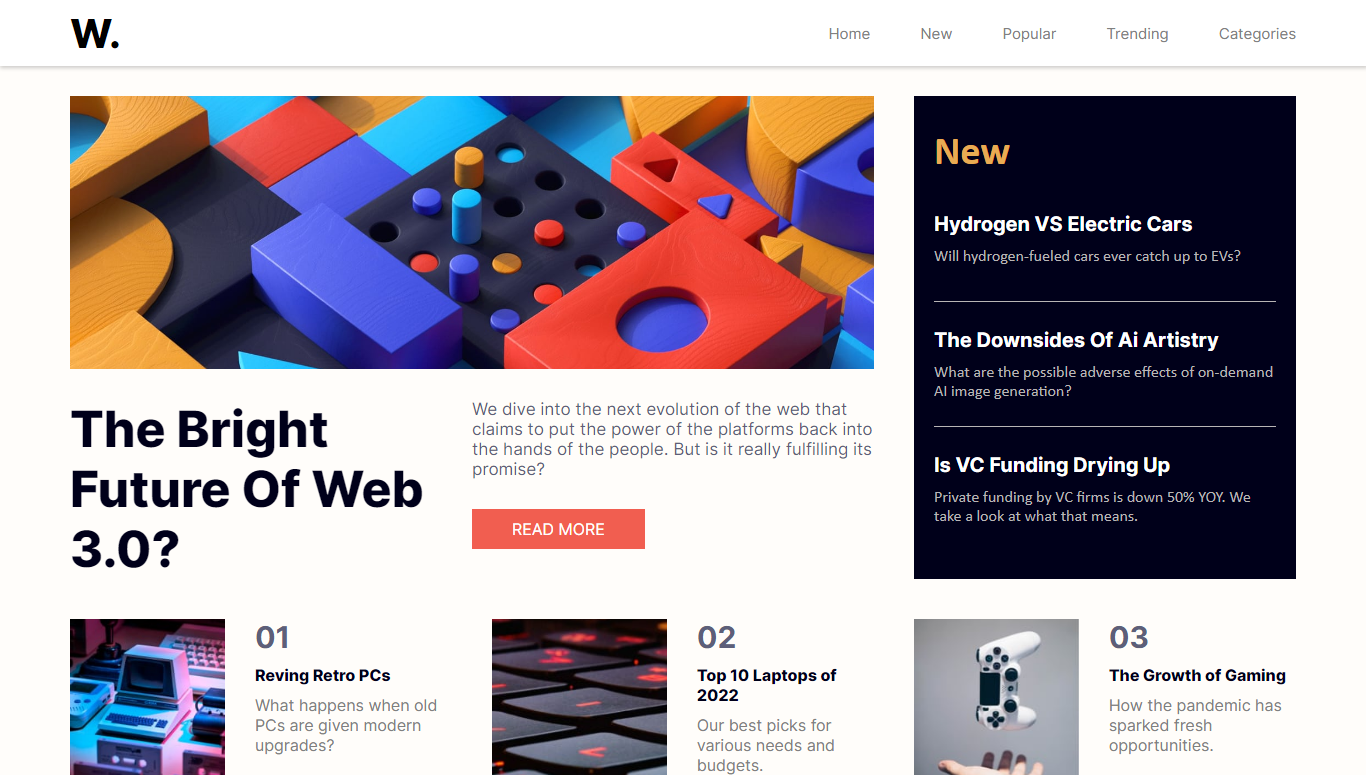 W.
Home
New
Popular
Trending
Categories
The Bright
Future Of Web
3.0?
We dive into the next evolution of the web that
claims to put the power of the platforms back into
the hands of the people. But is it really fulfilling its
promise?
READ MORE
New
Hydrogen VS Electric Cars
Will hydrogen-fueled cars ever catch up to EVs?
The Downsides Of Ai Artistry
What are the possible adverse effects of on-demand
AI image generation?
Is VC Funding Drying Up
Private funding by VC firms is down 50% YOY. We
take a look at what that means.
01
Reving Retro PCs
What happens when old
PCs are given modern
upgrades?
02
Top 10 Laptops of
2022
Our best picks for
various needs and
budgets.
03
The Growth of Gaming
How the pandemic has
sparked fresh
opportunities.